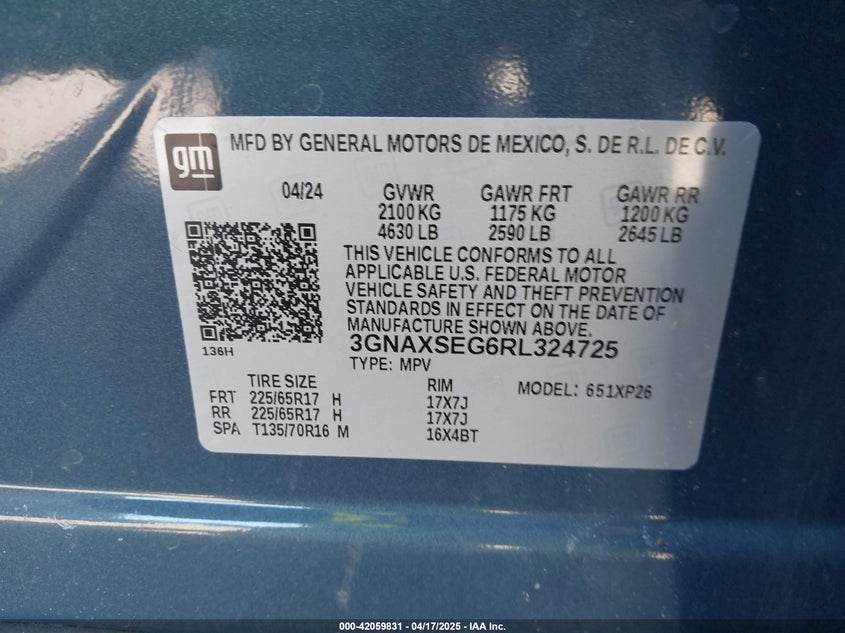 gm MFD BY GENERAL MOTORS DE MEXICO, S. DE R.L. DE C.V.
04/24 GVWR GAWR FRT GAWR RR
2100 KG 1175 KG 1200 KG
4630 LB 2590 LB 2645 LB
THIS VEHICLE CONFORMS TO ALL
APPLICABLE U.S. FEDERAL MOTOR
VEHICLE SAFETY AND THEFT PREVENTION
STANDARDS IN EFFECT ON THE DATE OF
MANUFACTURE SHOWN ABOVE.
136H
3GNAXSEG6RL324725
TYPE: MPV
TIRE SIZE RIM MODEL: 651XP26
FRT 225/65R17 H 17X7J
RR 225/65R17 H 17X7J
SPA T135/70R16 M 16X4BT
000-42059831 - 04/17/2025 - IAA Inc.